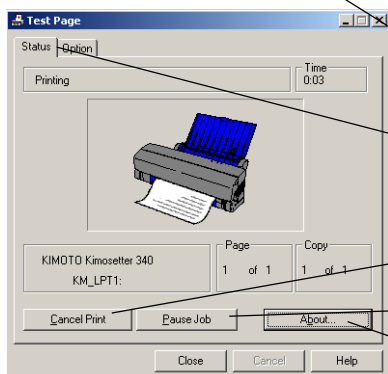 Test Page
Status Option
Printing
Time
0:03
KIMOTO Kimosetter 340
KM_LPT1:
Page
1 of 1
Copy
1 of 1
Cancel Print Pause Job About...
Close Cancel Help